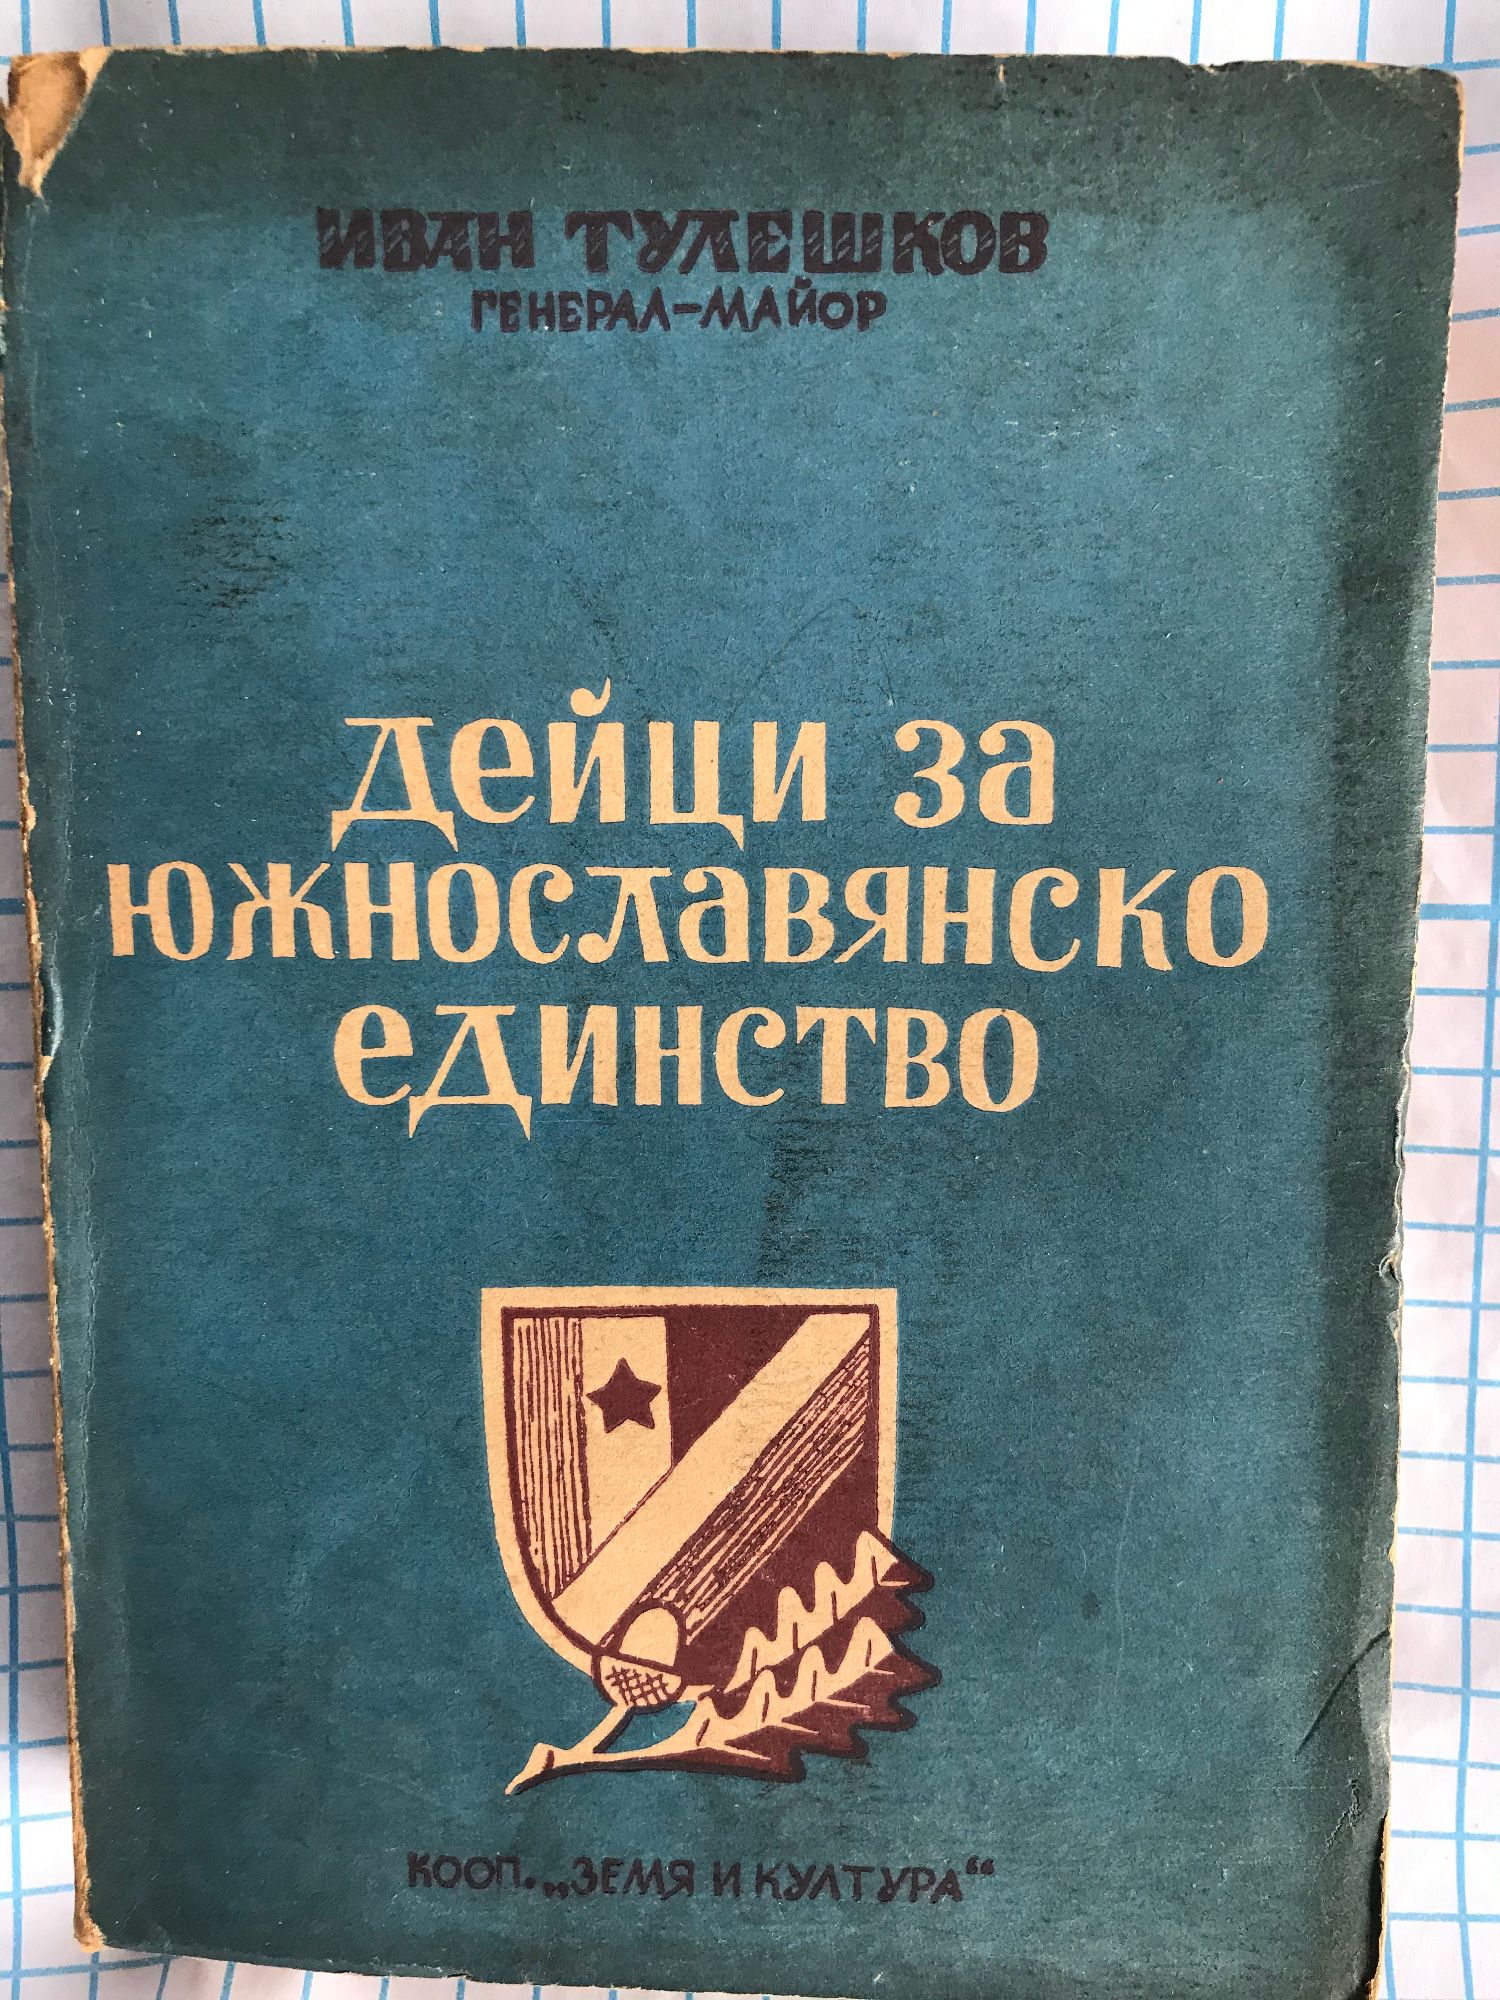 ИВАН ТУЛЕШКОВ
ГЕНЕРАЛ-МАЙОР
Дейци за
южнославянско
единство
КООП. „ЗЕМЯ И КУЛТУРА“